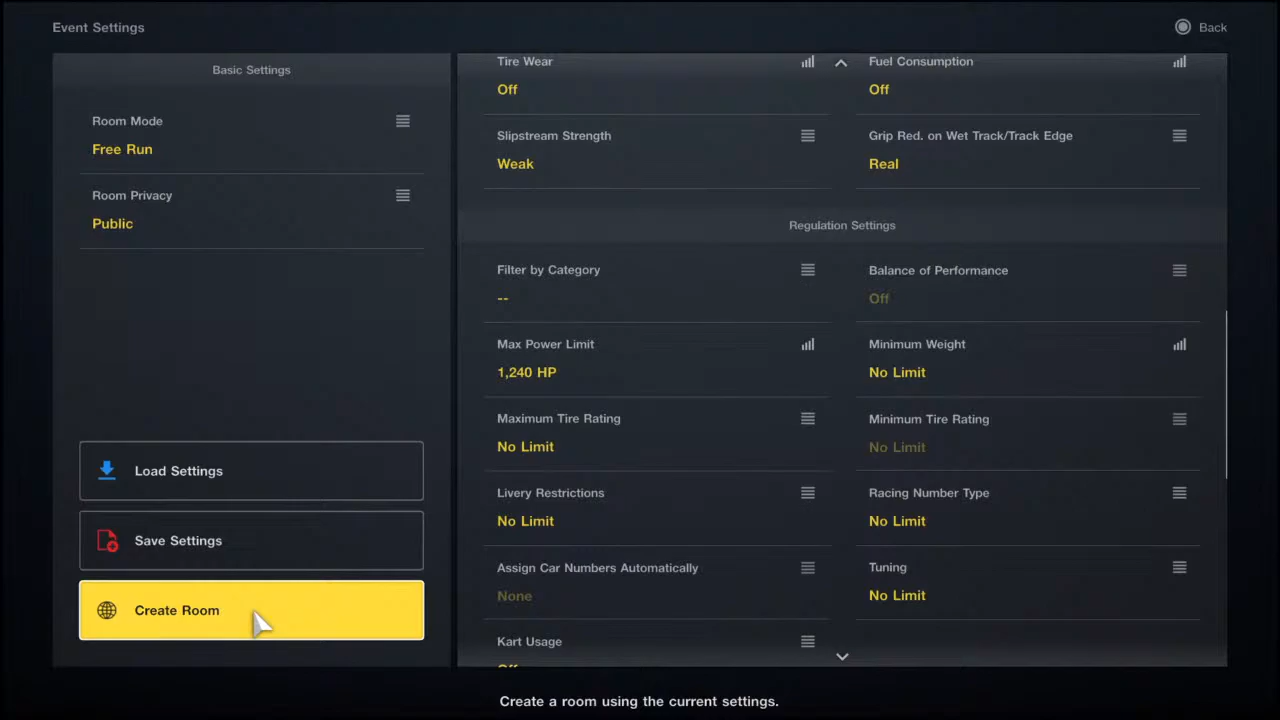 Event Settings
Back
Basic Settings
Room Mode
Free Run
Room Privacy
Public
Load Settings
Save Settings
Create Room
Tire Wear
Off
Fuel Consumption
Off
Slipstream Strength
Weak
Grip Red. on Wet Track/Track Edge
Real
Regulation Settings
Filter by Category
--
Balance of Performance
Off
Max Power Limit
1,240 HP
Minimum Weight
No Limit
Maximum Tire Rating
No Limit
Minimum Tire Rating
No Limit
Livery Restrictions
No Limit
Racing Number Type
No Limit
Assign Car Numbers Automatically
None
Tuning
No Limit
Kart Usage
Off
Create a room using the current settings.